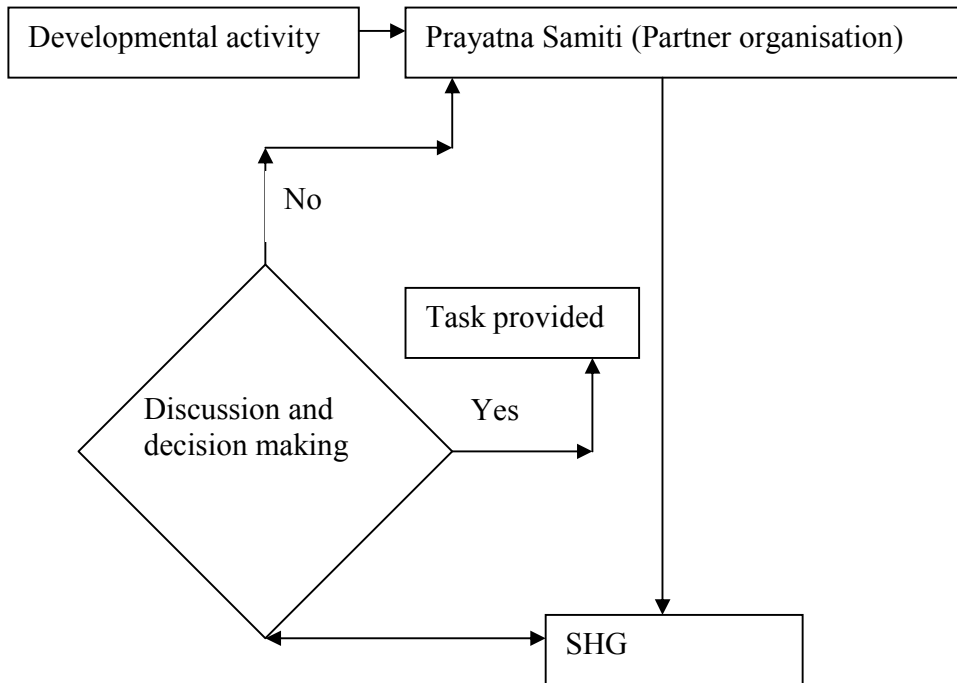 Developmental activity
Prayatna Samiti (Partner organisation)
No
Task provided
Yes
Discussion and
decision making
SHG